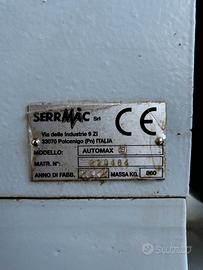 SERRMAC Srl
Via delle Industrie 9 ZI
33070 Polcenigo (Pn) ITALIA
CE
MODELLO: AUTOMAX
MATR. N°:
ANNO DI FABB. MASSA KG. 860
subito